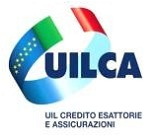 UILCA
UIL CREDITO ESATTORIE
E ASSICURAZIONI